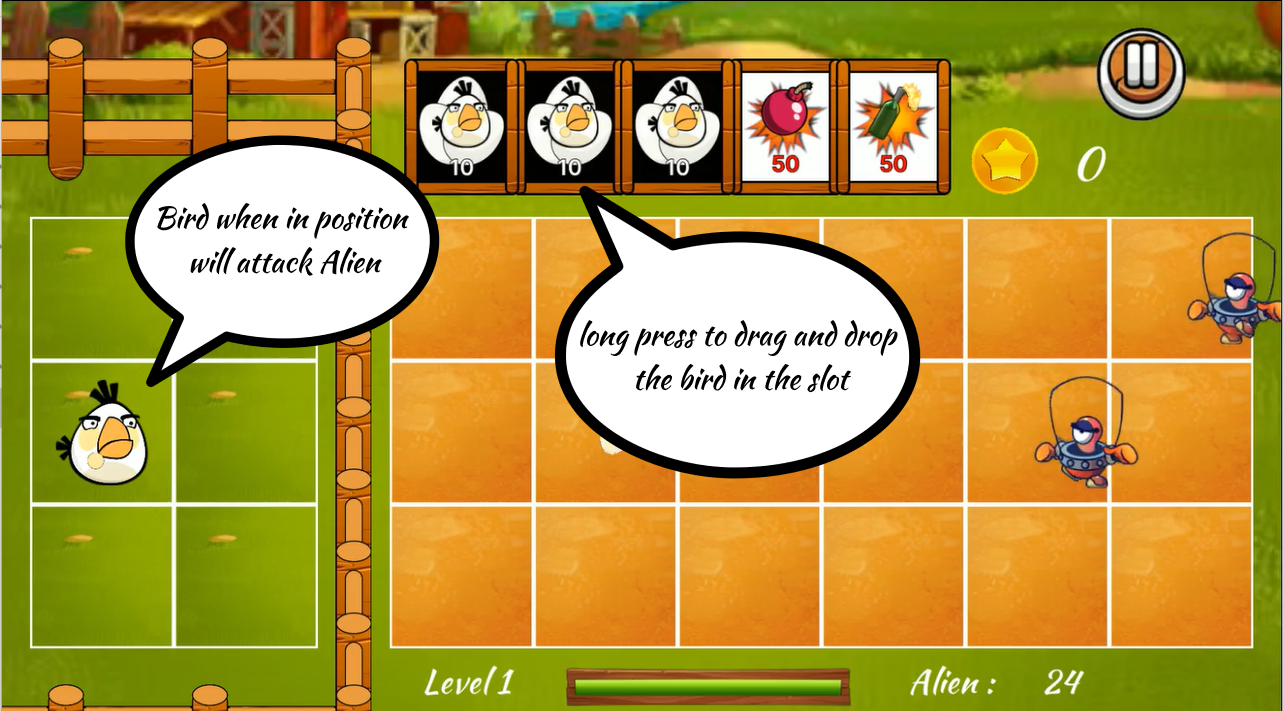 10 10 10 50 50
0
Bird when in position
will attack Alien
long press to drag and drop
the bird in the slot
Level 1
Alien : 24